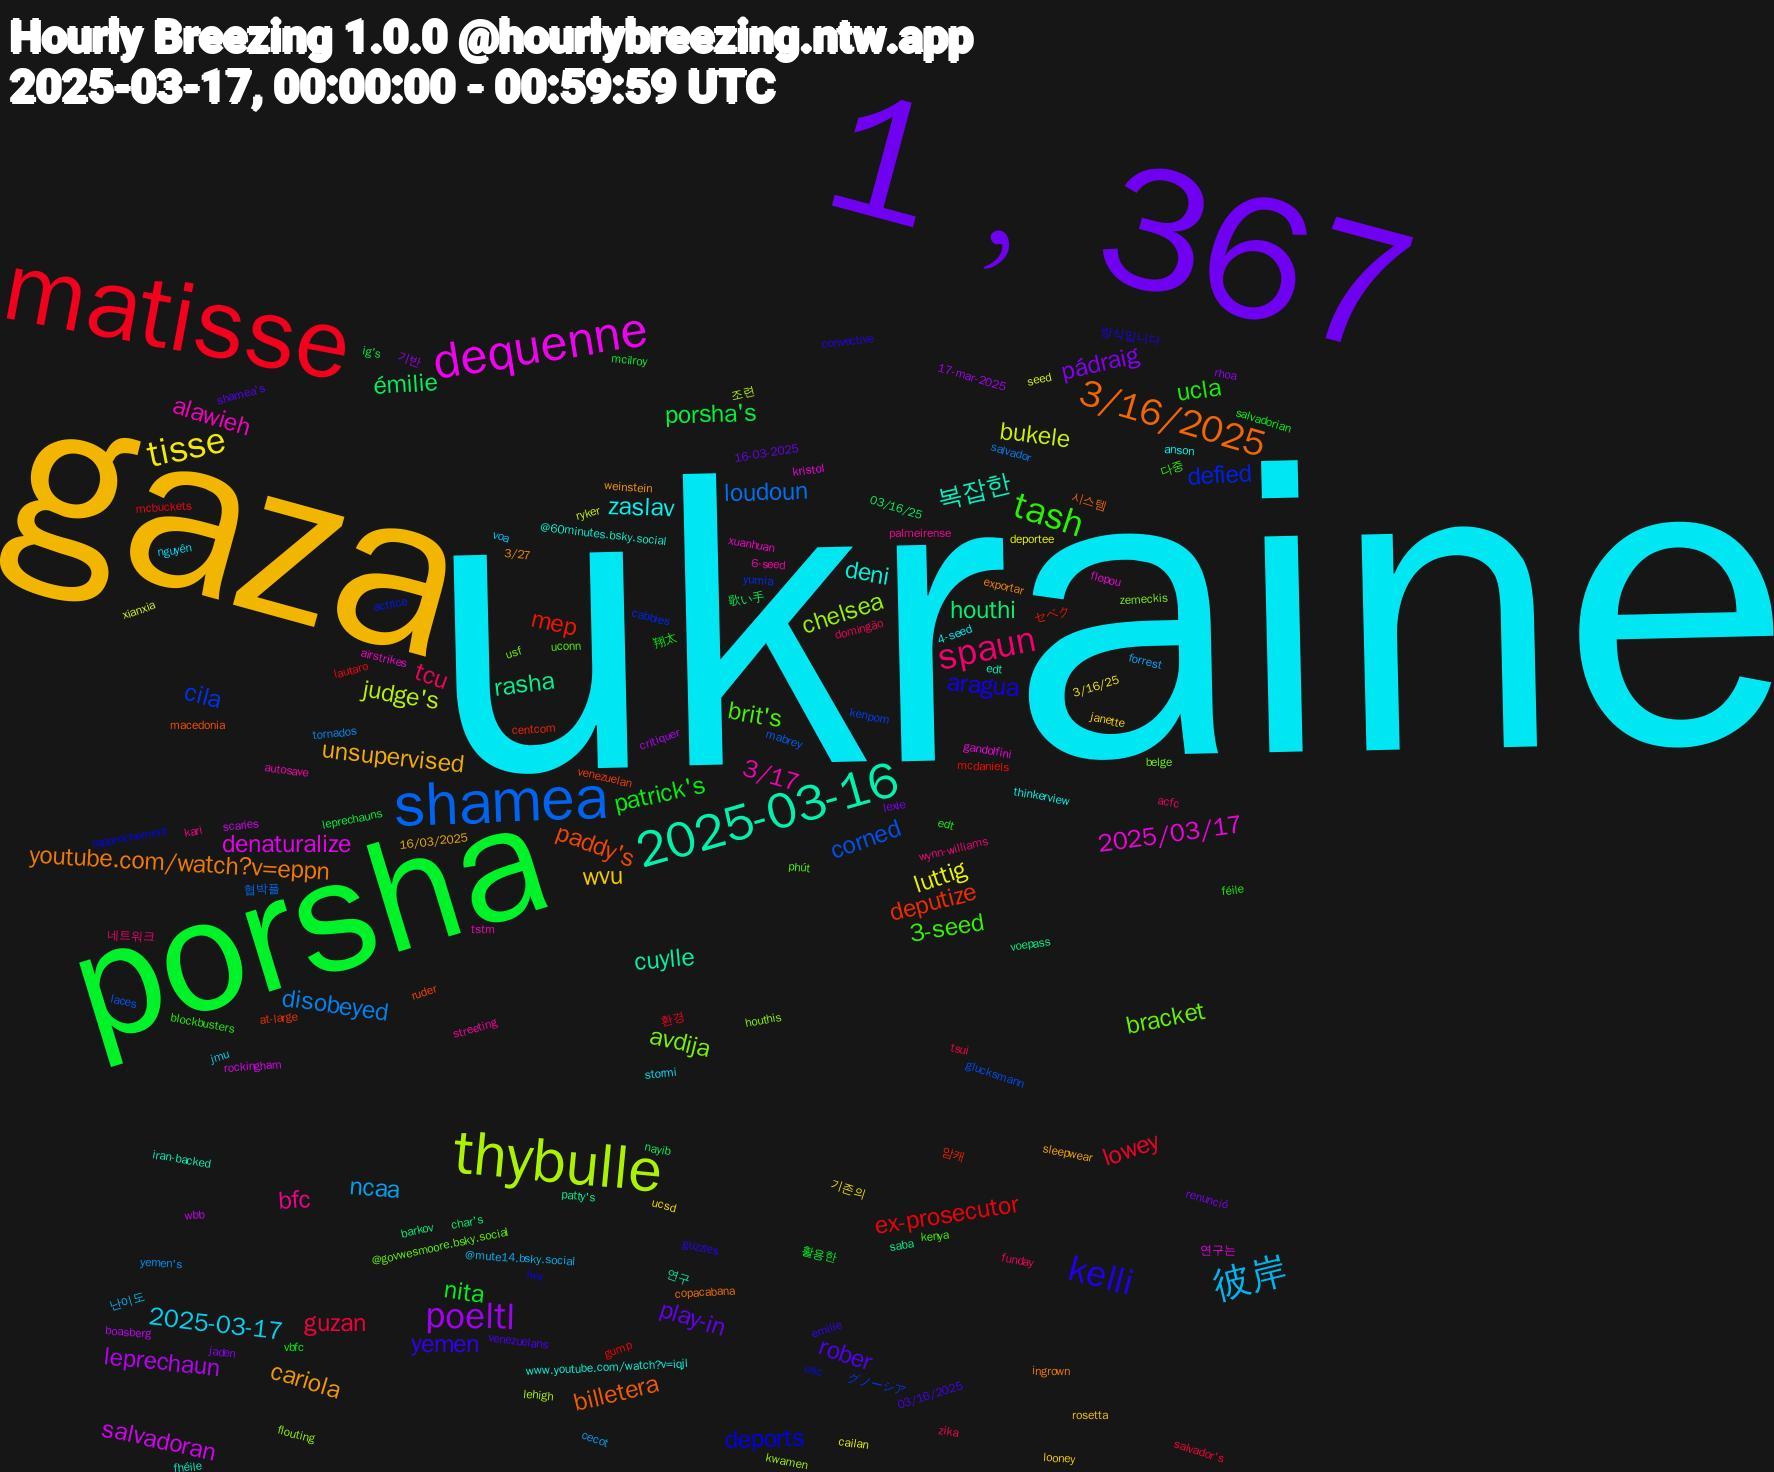 Hourly Breezing 1.0.0 @hourlybreezing.ntw.app
2025-03-17, 00:00:00 - 00:59:59 UTC
1 , 367
matisse
dequenne
émilie
ig's
mcilroy
기반
convective
방식입니다
17-mar-2025
pádraig
rhoa
shamea's
조련
seed
3/16/2025
ucla
alawieh
porsha's
bukele
salvadorian
gaza
tisse
16-03-2025
salvador
anson
다중
kristol
loudoun
defied
weinstein
복잡한
mcbuckets
03/16/25
zaslav
tash
ukraine
ryker
@60minutes.bsky.social
voa
deportee
nguyên
xuanhuan
palmeirense
3/27
6-seed
deni
flopou
yumia
exportar
歌い手
zemeckis
actrice
cabbies
chelsea
houthi
セペク
xianxia
mep
domingão
4-seed
翔太
usf
uconn
spaun
airstrikes
forrest
lautaro
tcu
edt
rasha
aragua
3/16/25
judge's
cila
critiquer
brit's
kenpom
macedonia
centcom
janette
tornados
mabrey
gandolfini
unsupervised
belge
autosave
3/17
mcdaniels
venezuelan
patrick's
shamea
2025-03-16
thinkerview
lexie
acfc
leprechauns
scaries
edt
kari
denaturalize
16/03/2025
paddy's
corned
2025/03/17
wynn-williams
youtube.com/watch?v=eppn
phút
wvu
luttig
협박플
féile
porsha
deputize
3-seed
tstm
네트워크
voepass
cuylle
ruder
laces
disobeyed
환경
bracket
blockbusters
at-large
streeting
avdija
houthis
jmu
tsui
rockingham
stormi
glucksmann
thybulle
nayib
lowey
iran-backed
암캐
sleepwear
ncaa
patty's
기존의
renunció
bfc
ucsd
wbb
char's
barkov
saba
ex-prosecutor
rosetta
guzzies
연구는
@govwesmoore.bsky.social
kenya
활용한
yemen's
@mute14.bsky.social
funday
salvador's
연구
kelli
彼岸
난이도
nita
copacabana
2025-03-17
guzan
poeltl
play-in
emilie
zika
boasberg
yemen
venezuelans
vbfc
gump
rober
jaden
leprechaun
www.youtube.com/watch?v=iqjl
グノーシア
ingrown
cariola
billetera
03/16/2025
lehigh
salvadoran
flouting
cecot
deports
cailan
looney
kwamen
fhéile